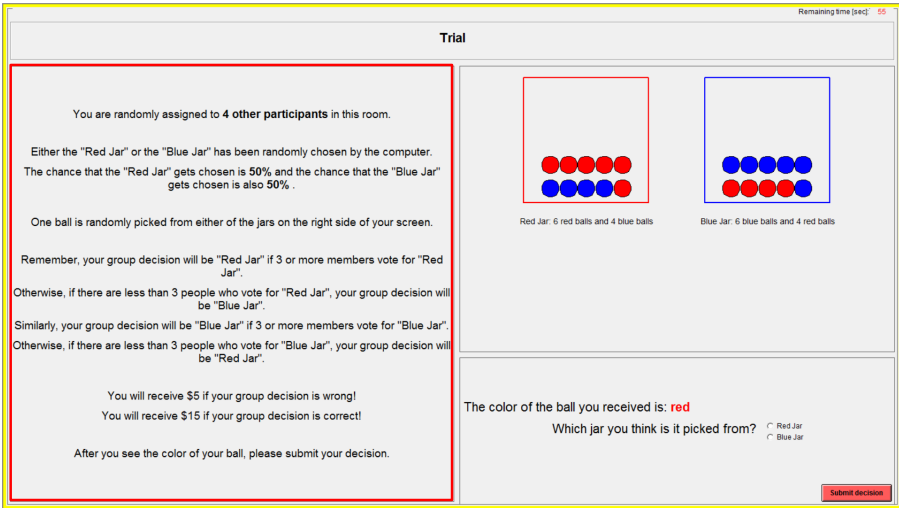 Remaining time [sec]: 55
Trial
You are randomly assigned to 4 other participants in this room.
Either the "Red Jar" or the "Blue Jar" has been randomly chosen by the computer.
The chance that the "Red Jar" gets chosen is 50% and the chance that the "Blue Jar"
gets chosen is also 50% .
One ball is randomly picked from either of the jars on the right side of your screen.
Remember, your group decision will be "Red Jar" if 3 or more members vote for "Red
Jar".
Otherwise, if there are less than 3 people who vote for "Red Jar", your group decision will
be "Blue Jar".
Similarly, your group decision will be "Blue Jar" if 3 or more members vote for "Blue Jar".
Otherwise, if there are less than 3 people who vote for "Blue Jar", your group decision will
be "Red Jar".
You will receive $5 if your group decision is wrong!
You will receive $15 if your group decision is correct!
After you see the color of your ball, please submit your decision.
Red Jar: 6 red balls and 4 blue balls
Blue Jar: 6 blue balls and 4 red balls
The color of the ball you received is: red
Which jar you think is it picked from?
Red Jar
Blue Jar
Submit decision